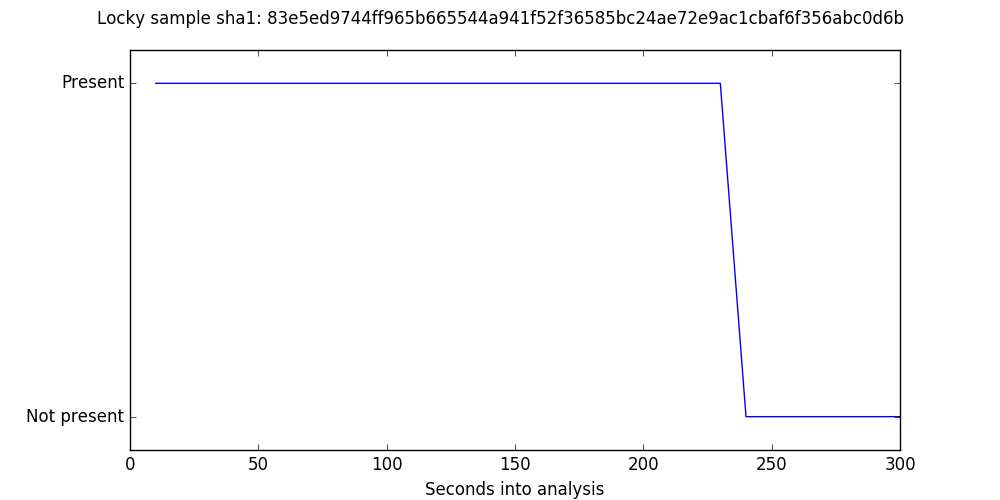 Locky sample sha1: 83e5ed9744ff965b665544a941f52f36585bc24ae72e9ac1cbaf6f356abc0d6b
Present
Not present
0 50 100 150 200 250 300
Seconds into analysis